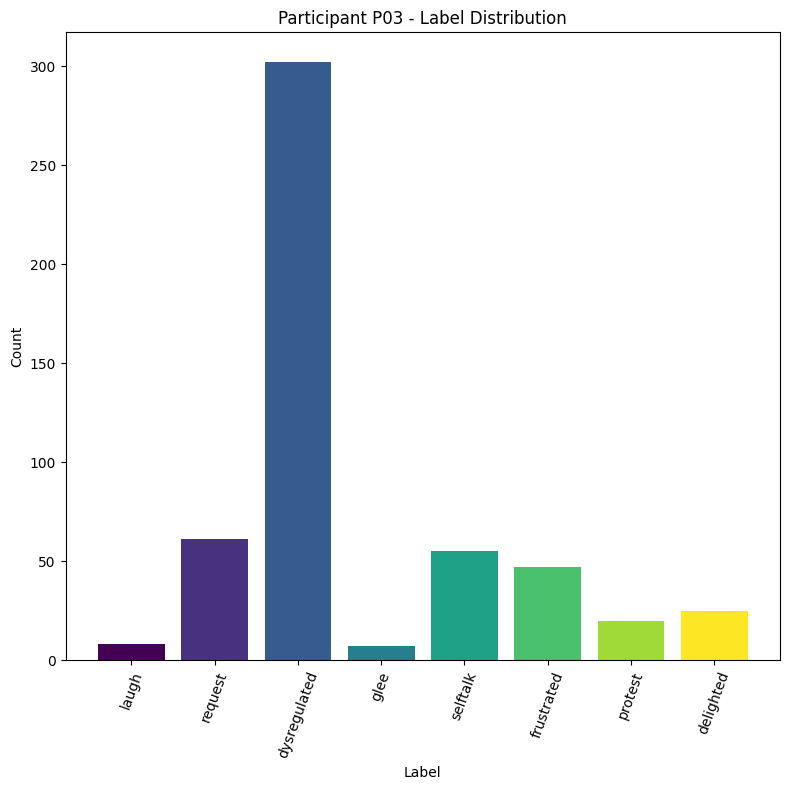 Participant P03 - Label Distribution
300
250
200
150
100
50
0
Count
laugh
request
dysregulated
glee
selftalk
frustrated
protest
delighted
Label